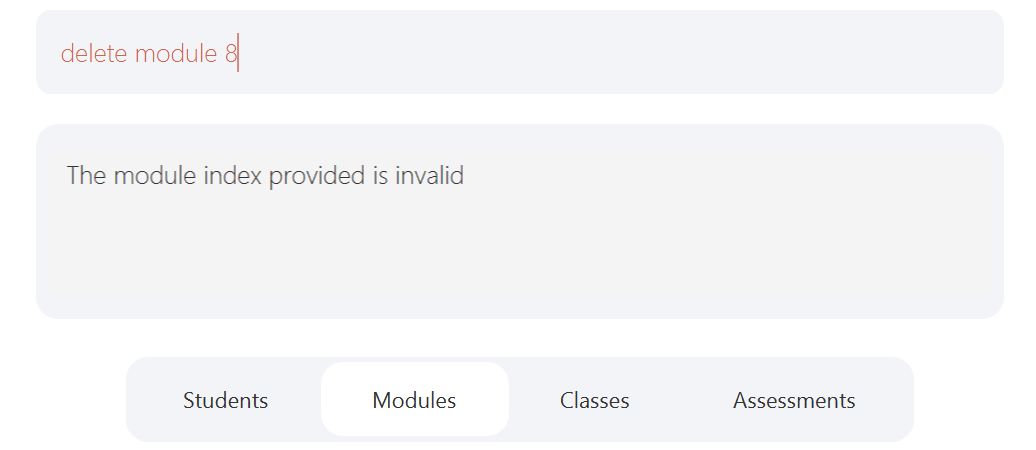 delete module 8
The module index provided is invalid
Students Modules Classes Assessments